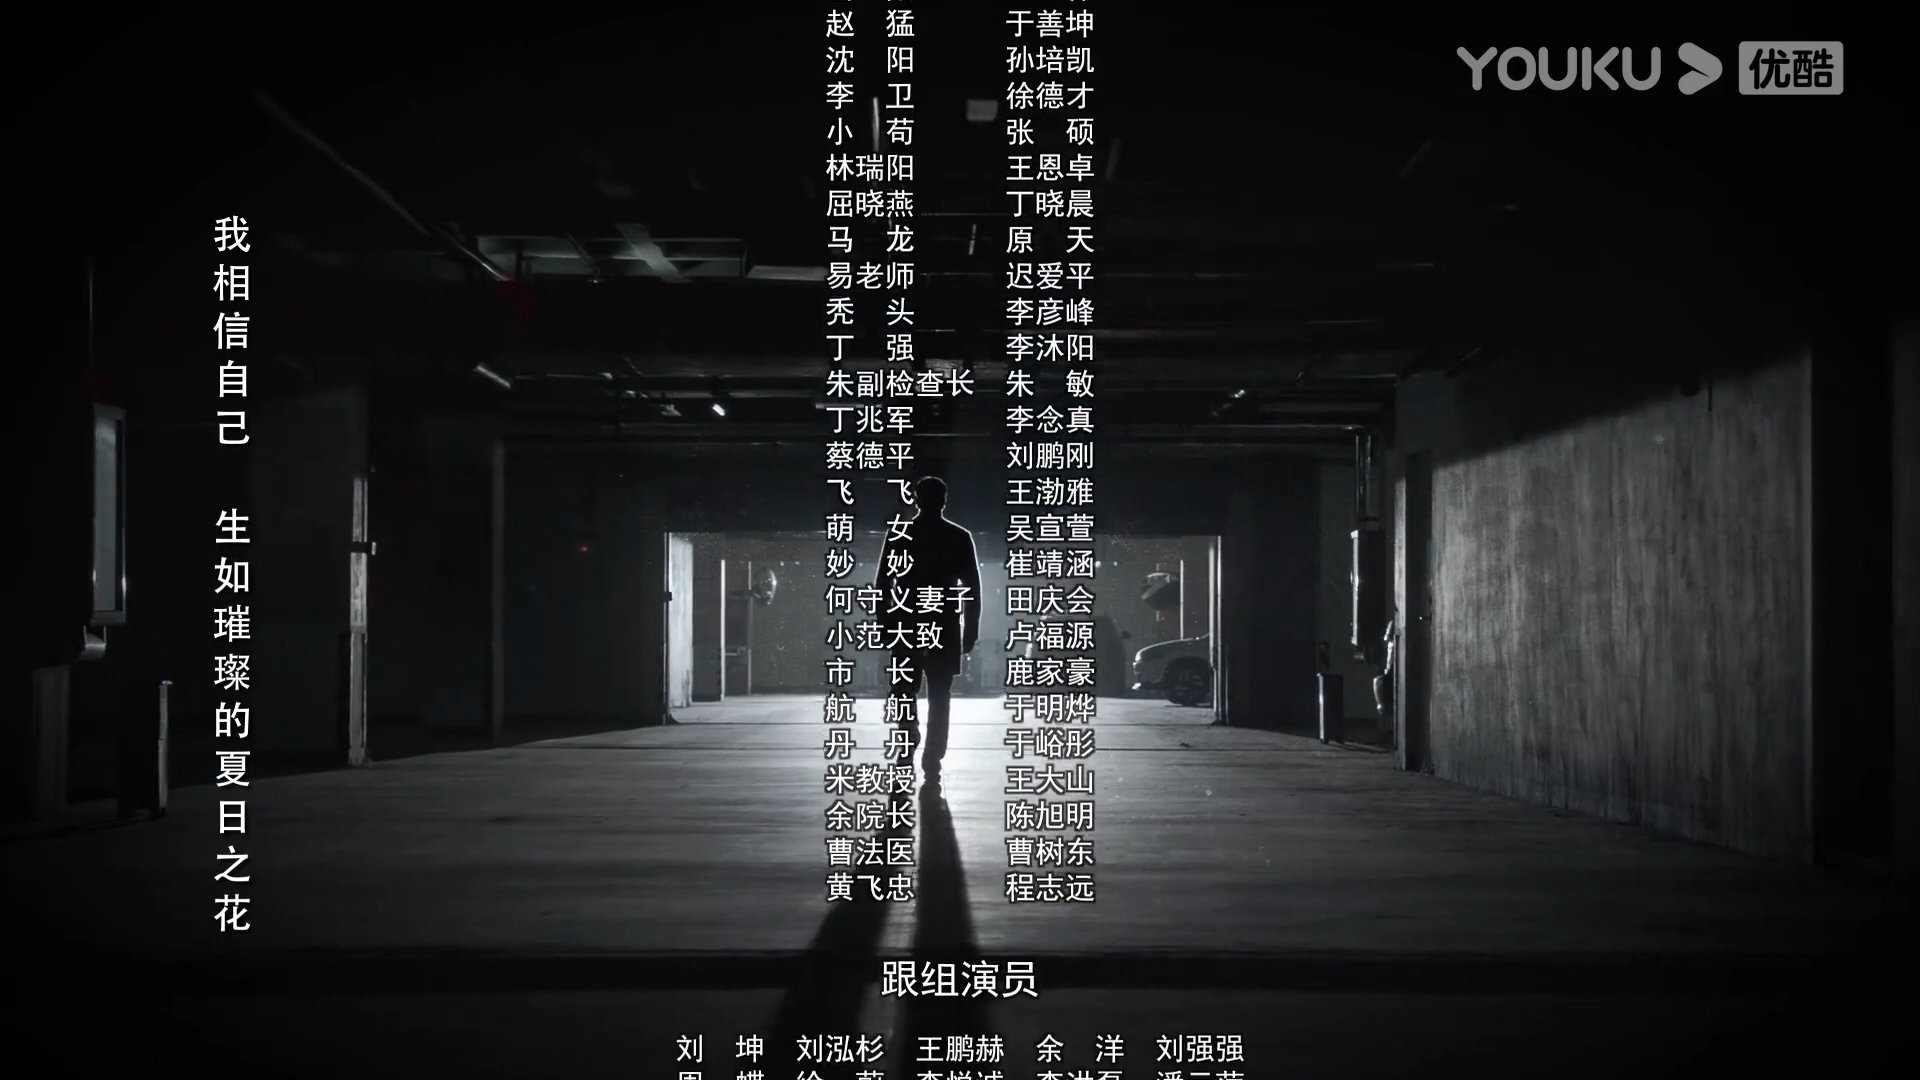 赵　猛　于善坤
沈　阳　孙培凯
李　卫　徐德才
小　苟　张　硕
林瑞阳　王恩卓
屈晓燕　丁晓晨
马　龙　原　天
易老师　迟爱平
秃　头　李彦峰
丁　强　李沐阳
朱副检查长　朱　敏
丁兆军　李念真
蔡德平　刘鹏刚
飞　飞　王渤雅
萌　女　吴宣萱
妙　妙　崔靖涵
何守义妻子　田庆会
小范大致　卢福源
市　长　鹿家豪
航　航　于明烨
丹　丹　于峪彤
米教授　王大山
余院长　陈旭明
曹法医　曹树东
黄飞忠　程志远
跟组演员
刘　坤　刘泓杉　王鹏赫　余　洋　刘强强
我相信自己　生如璀璨的夏日之花
YOUKU 优酷